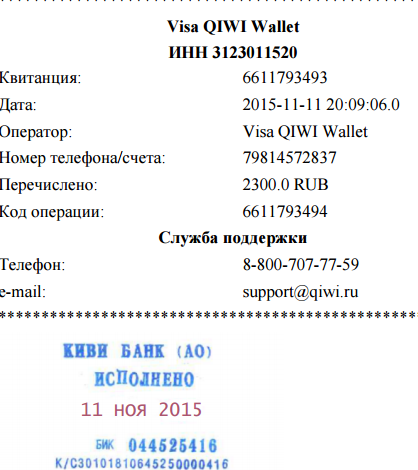 Visa QIWI Wallet
ИНН 3123011520
Квитанция: 6611793493
Дата: 2015-11-11 20:09:06.0
Оператор: Visa QIWI Wallet
Номер телефона/счета: 79814572837
Перечислено: 2300.0 RUB
Код операции: 6611793494
Служба поддержки
Телефон: 8-800-707-77-59
e-mail: support@qiwi.ru
КИВИ БАНК (АО)
ИСПОЛНЕНО
11 ноя 2015
БИК 044525416
К/С30101810645250000416